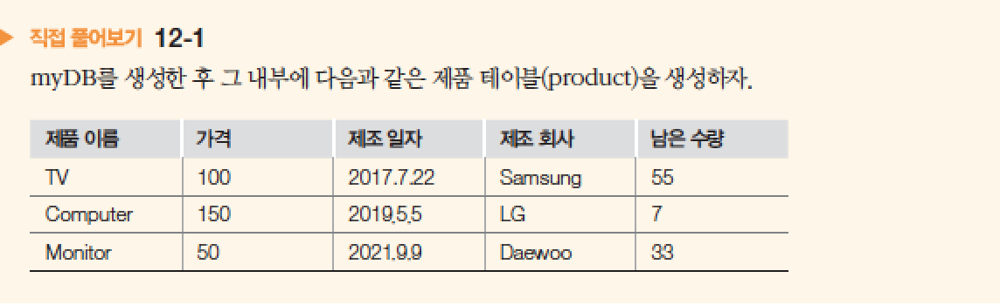 직접 풀어보기 12-1
myDB를 생성한 후 그 내부에 다음과 같은 제품 테이블(product)을 생성하자.
제품 이름 가격 제조 일자 제조 회사 남은 수량
TV 100 2017.7.22 Samsung 55
Computer 150 2019.5.5 LG 7
Monitor 50 2021.9.9 Daewoo 33